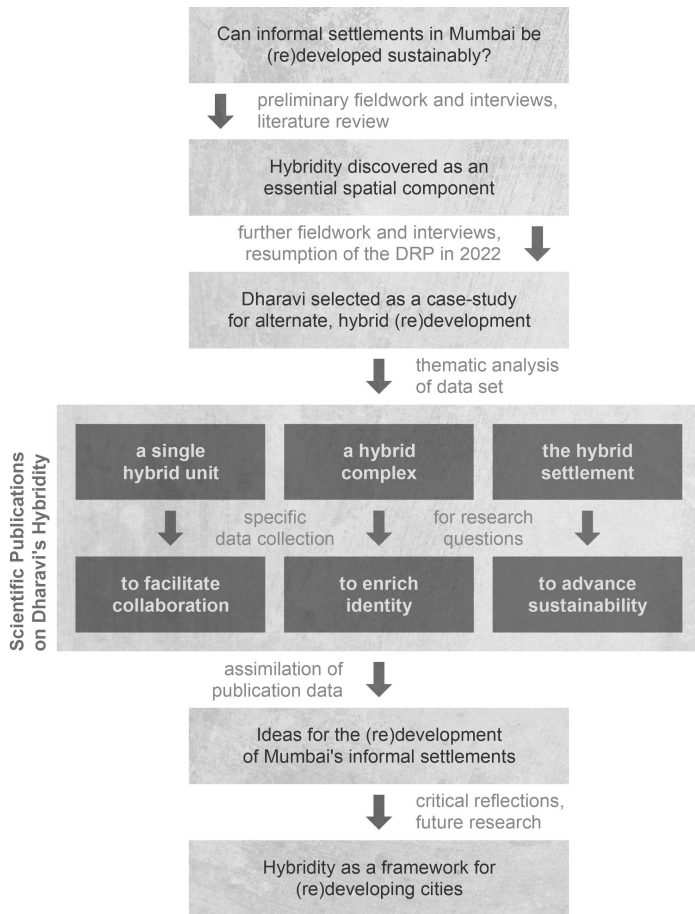 Can informal settlements in Mumbai be
(re)developed sustainably?
preliminary fieldwork and interviews,
literature review
Hybridity discovered as an
essential spatial component
further fieldwork and interviews,
resumption of the DRP in 2022
Dharavi selected as a case-study
for alternate, hybrid (re)development
thematic analysis
of data set
Scientific Publications
on Dharavi's Hybridity
a single
hybrid unit
a hybrid
complex
the hybrid
settlement
specific
data collection
for research
questions
to facilitate
collaboration
to enrich
identity
to advance
sustainability
assimilation of
publication data
Ideas for the (re)development
of Mumbai's informal settlements
critical reflections,
future research
Hybridity as a framework for
(re)developing cities